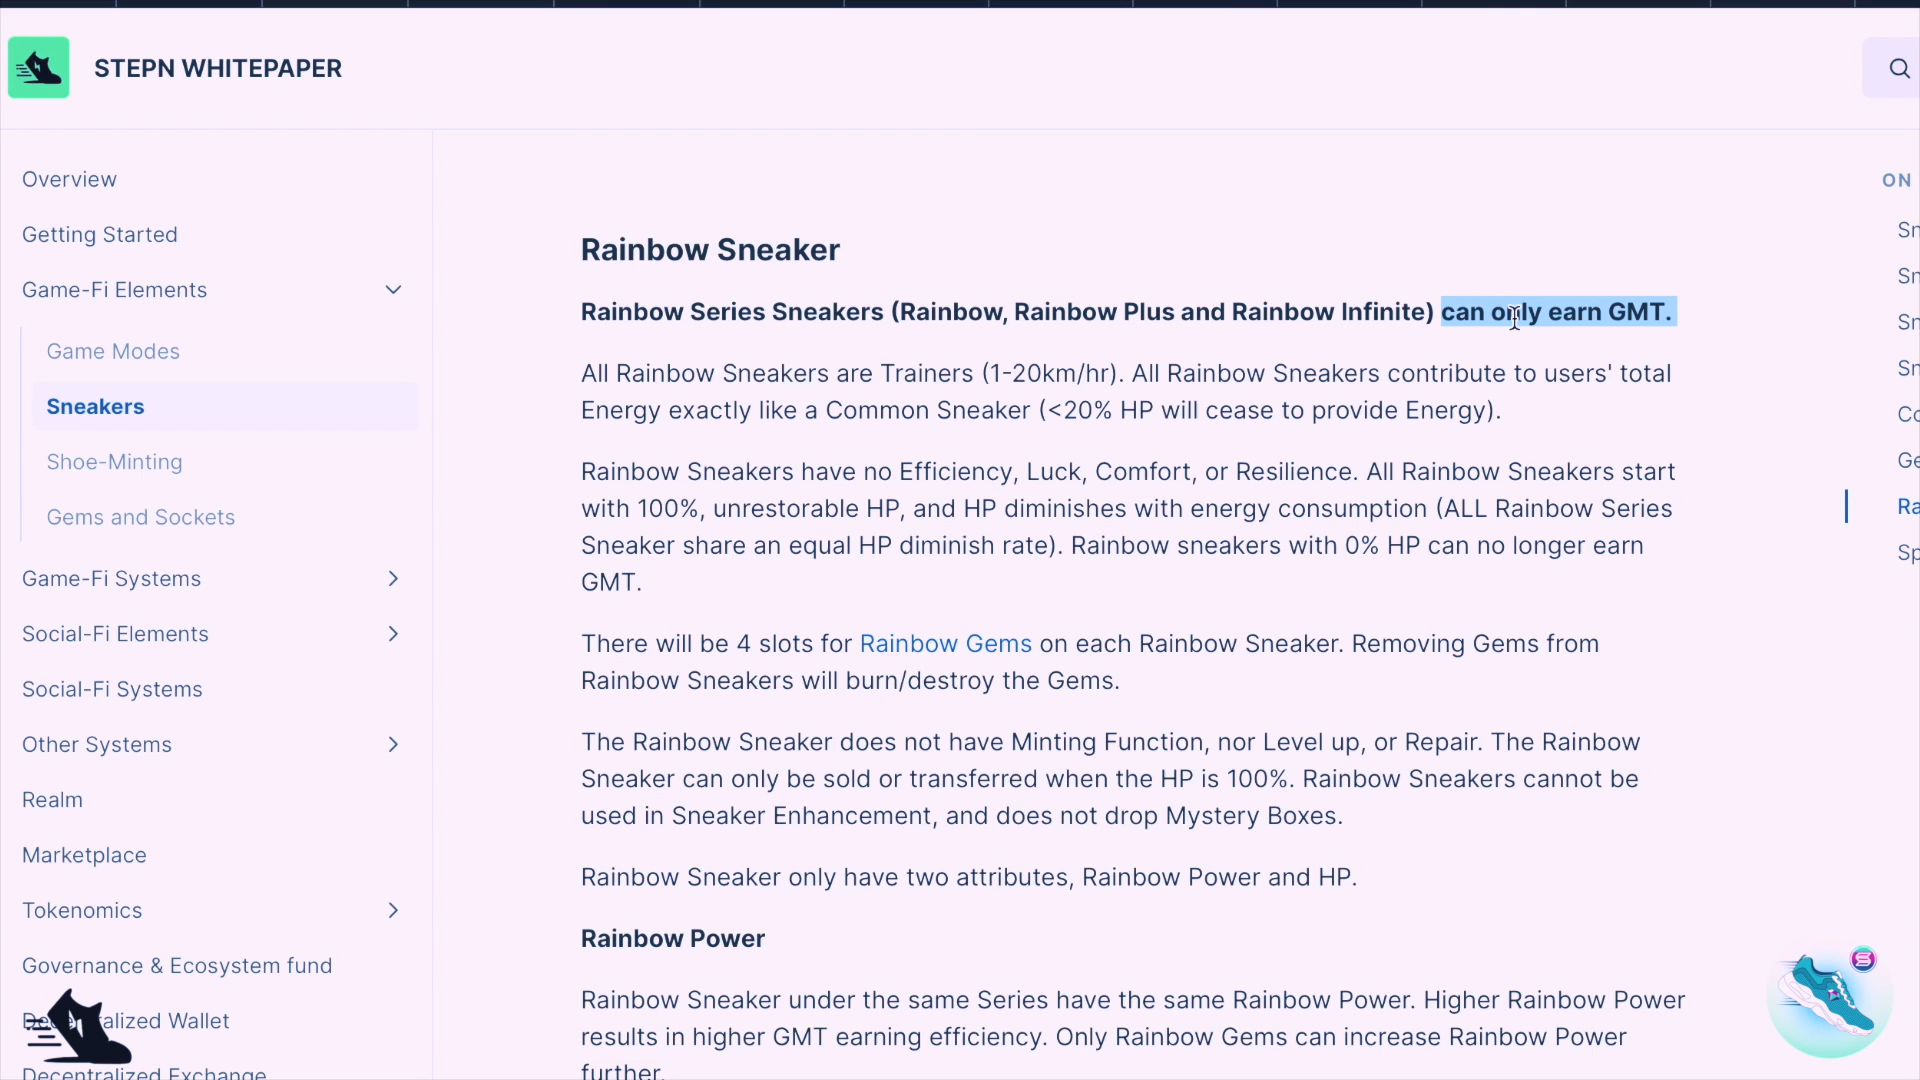 STEPN WHITEPAPER
Overview
Getting Started
Game-Fi Elements
Game Modes
Sneakers
Shoe-Minting
Gems and Sockets
Game-Fi Systems
Social-Fi Elements
Social-Fi Systems
Other Systems
Realm
Marketplace
Tokenomics
Governance & Ecosystem fund
Decentralized Wallet
Decentralized Exchange
Rainbow Sneaker
Rainbow Series Sneakers (Rainbow, Rainbow Plus and Rainbow Infinite) can only earn GMT.
All Rainbow Sneakers are Trainers (1-20km/hr). All Rainbow Sneakers contribute to users' total
Energy exactly like a Common Sneaker (<20% HP will cease to provide Energy).
Rainbow Sneakers have no Efficiency, Luck, Comfort, or Resilience. All Rainbow Sneakers start
with 100%, unrestorable HP, and HP diminishes with energy consumption (ALL Rainbow Series
Sneaker share an equal HP diminish rate). Rainbow sneakers with 0% HP can no longer earn
GMT.
There will be 4 slots for Rainbow Gems on each Rainbow Sneaker. Removing Gems from
Rainbow Sneakers will burn/destroy the Gems.
The Rainbow Sneaker does not have Minting Function, nor Level up, or Repair. The Rainbow
Sneaker can only be sold or transferred when the HP is 100%. Rainbow Sneakers cannot be
used in Sneaker Enhancement, and does not drop Mystery Boxes.
Rainbow Sneaker only have two attributes, Rainbow Power and HP.
Rainbow Power
Rainbow Sneaker under the same Series have the same Rainbow Power. Higher Rainbow Power
results in higher GMT earning efficiency. Only Rainbow Gems can increase Rainbow Power
further.
ON
Sn
Sn
Sn
Sn
Co
Ge
Ra
Sp